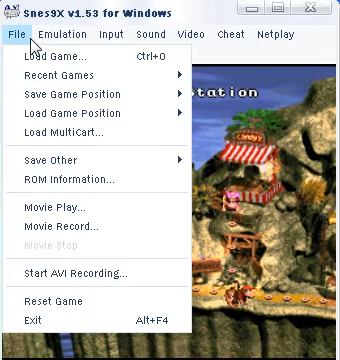 Snes9X v1.53 for Windows
File Emulation Input Sound Video Cheat Netplay
Load Game... Ctrl+O
Recent Games
Save Game Position
Load Game Position
Load MultiCart...
Save Other
ROM Information...
Movie Play...
Movie Record...
Movie Stop
Start AVI Recording...
Reset Game
Exit Alt+F4
tation
CANDY'S